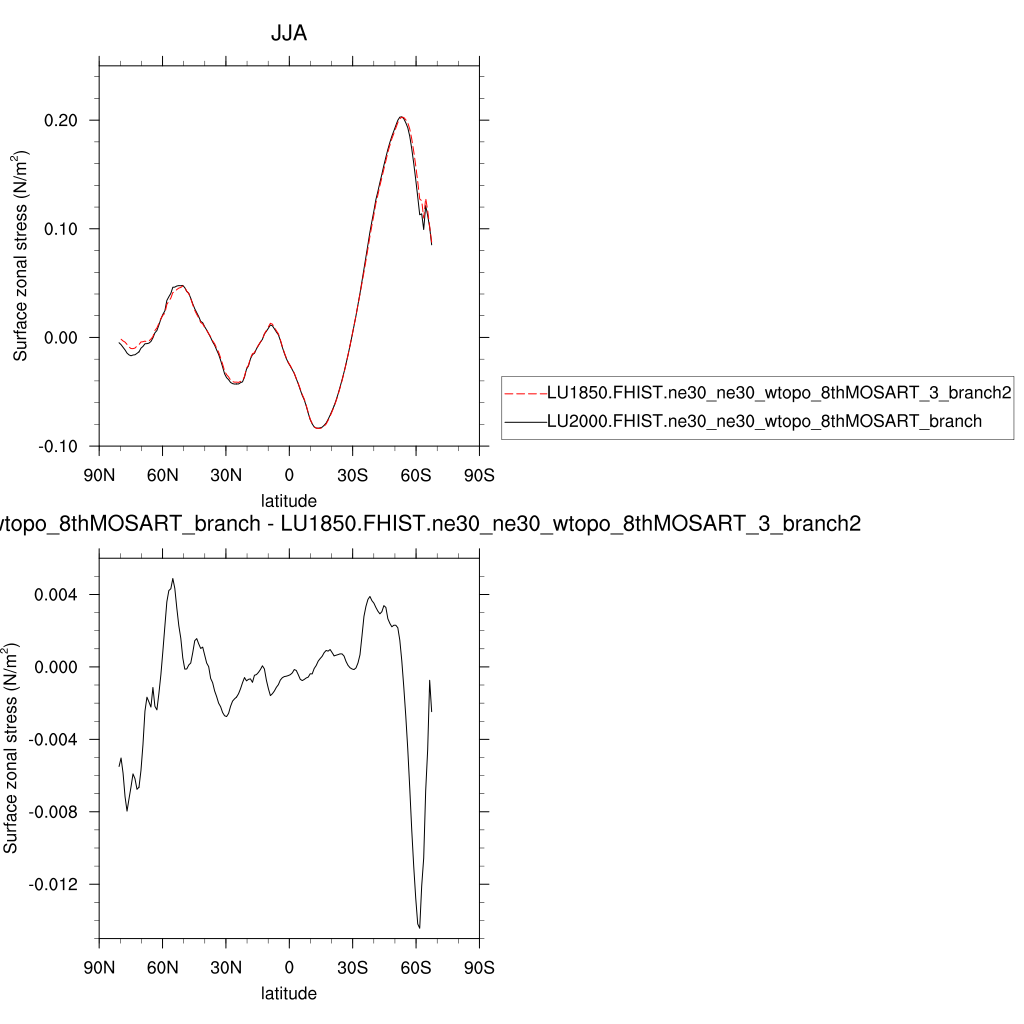 JJA
Surface zonal stress (N/m²)
0.20
0.10
0.00
-0.10
90N 60N 30N 0 30S 60S 90S
latitude
LU1850.FHIST.ne30_ne30_wtopo_8thMOSART_3_branch2
LU2000.FHIST.ne30_ne30_wtopo_8thMOSART_branch
wtopo_8thMOSART_branch - LU1850.FHIST.ne30_ne30_wtopo_8thMOSART_3_branch2
Surface zonal stress (N/m²)
0.004
0.000
-0.004
-0.008
-0.012
90N 60N 30N 0 30S 60S 90S
latitude